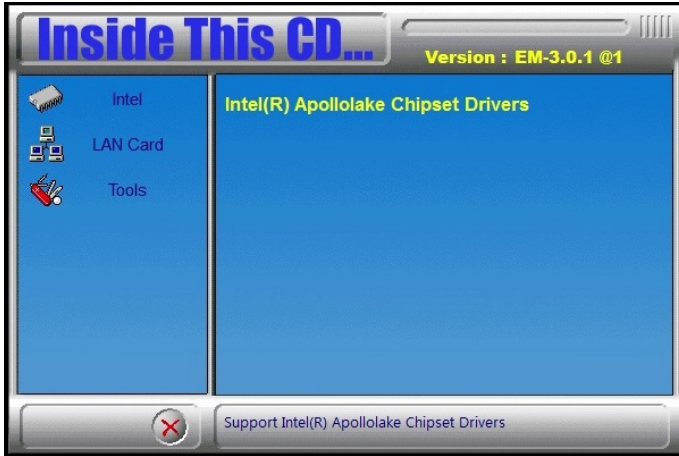 Inside This CD...
Version : EM-3.0.1 @1
Intel
LAN Card
Tools
Intel(R) Apollolake Chipset Drivers
Support Intel(R) Apollolake Chipset Drivers